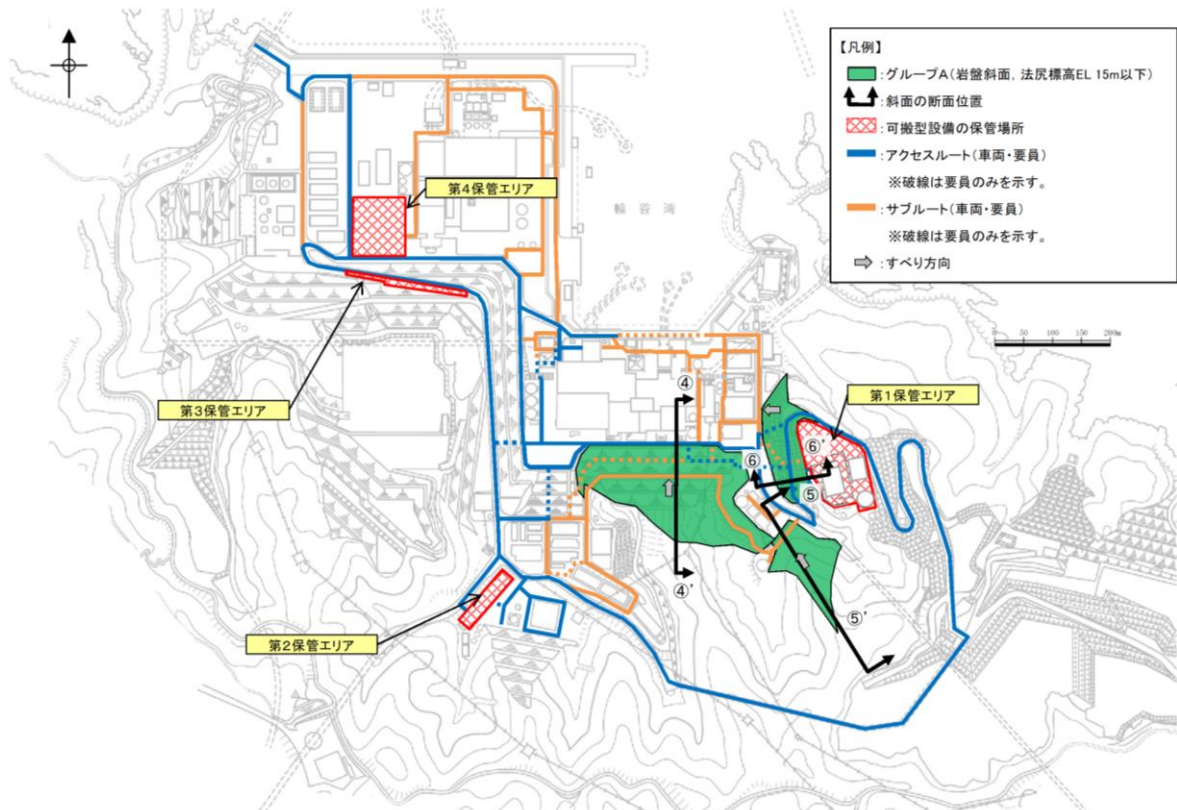 【凡例】
:グループA(岩盤斜面, 法尻標高EL 15m以下)
:斜面の断面位置
:可搬型設備の保管場所
:アクセスルート(車両・要員)
※破線は要員のみを示す。
:サブルート(車両・要員)
※破線は要員のみを示す。
:すべり方向
第4保管エリア
輪谷湾
0 50 100 150 200m
第3保管エリア
④
第1保管エリア
⑥
⑥'
⑤
④'
⑤'
第2保管エリア